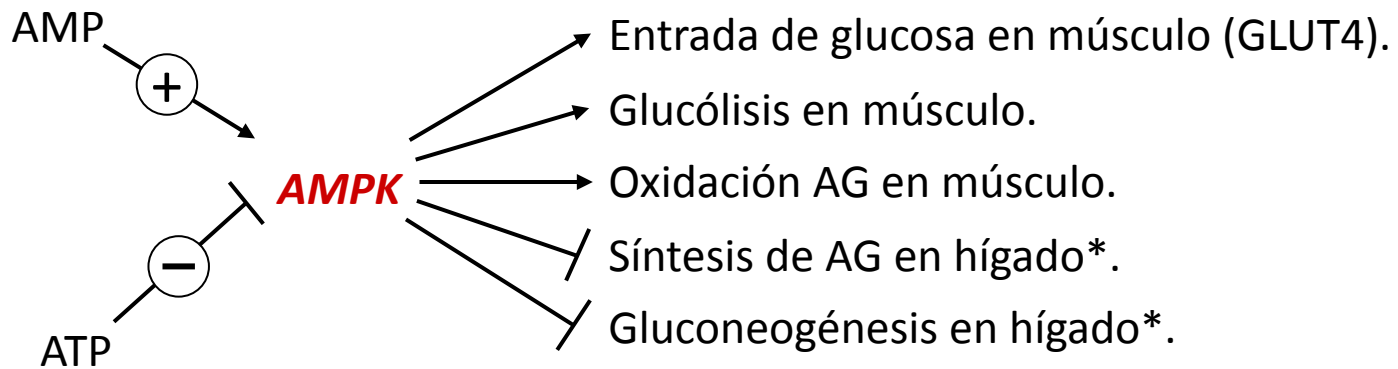 AMP
+
AMPK
−
ATP
Entrada de glucosa en músculo (GLUT4).
Glucólisis en músculo.
Oxidación AG en músculo.
Síntesis de AG en hígado*.
Gluconeogénesis en hígado*.